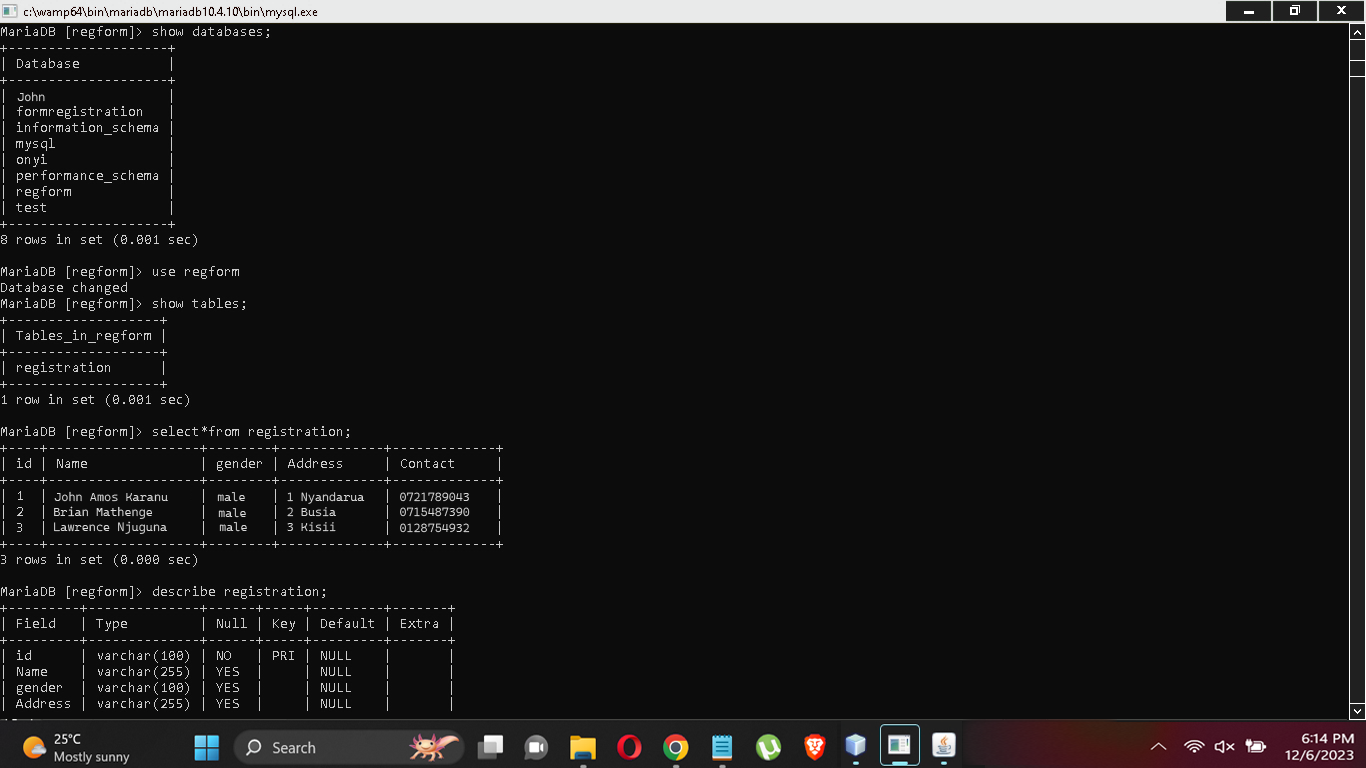 c:\wamp64\bin\mariadb\mariadb10.4.10\bin\mysql.exe
MariaDB [regform]> show databases;
+--------------------+
| Database           |
+--------------------+
| John               |
| formregistration   |
| information_schema |
| mysql              |
| onyi               |
| performance_schema |
| regform            |
| test               |
+--------------------+
8 rows in set (0.001 sec)
MariaDB [regform]> use regform
Database changed
MariaDB [regform]> show tables;
+-------------------+
| Tables_in_regform |
+-------------------+
| registration      |
+-------------------+
1 row in set (0.001 sec)
MariaDB [regform]> select*from registration;
+----+-------------------+--------+-------------+-------------+
| id | Name              | gender | Address     | Contact     |
+----+-------------------+--------+-------------+-------------+
| 1  | John Amos Karanu  | male   | 1 Nyandarua | 0721789043  |
| 2  | Brian Mathenge    | male   | 2 Busia     | 0715487390  |
| 3  | Lawrence Njuguna  | male   | 3 Kisii     | 0128754932  |
+----+-------------------+--------+-------------+-------------+
3 rows in set (0.000 sec)
MariaDB [regform]> describe registration;
+---------+--------------+------+-----+---------+-------+
| Field   | Type         | Null | Key | Default | Extra |
+---------+--------------+------+-----+---------+-------+
| id      | varchar(100) | NO   | PRI | NULL    |       |
| Name    | varchar(255) | YES  |     | NULL    |       |
| gender  | varchar(100) | YES  |     | NULL    |       |
| Address | varchar(255) | YES  |     | NULL    |       |
25°C
Mostly sunny
Search
6:14 PM
12/6/2023